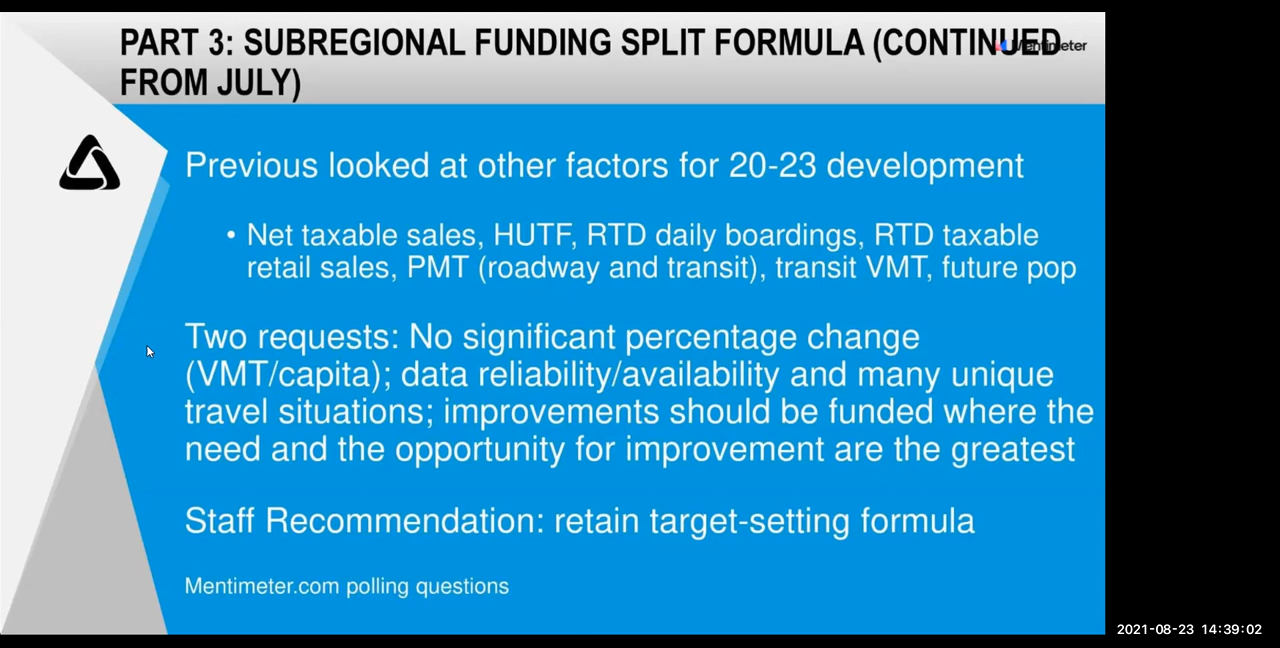 PART 3: SUBREGIONAL FUNDING SPLIT FORMULA (CONTINUED
Mentimeter
FROM JULY)
Previous looked at other factors for 20-23 development
• Net taxable sales, HUTF, RTD daily boardings, RTD taxable
retail sales, PMT (roadway and transit), transit VMT, future pop
Two requests: No significant percentage change
(VMT/capita); data reliability/availability and many unique
travel situations; improvements should be funded where the
need and the opportunity for improvement are the greatest
Staff Recommendation: retain target-setting formula
Mentimeter.com polling questions
2021-08-23 14:39:02